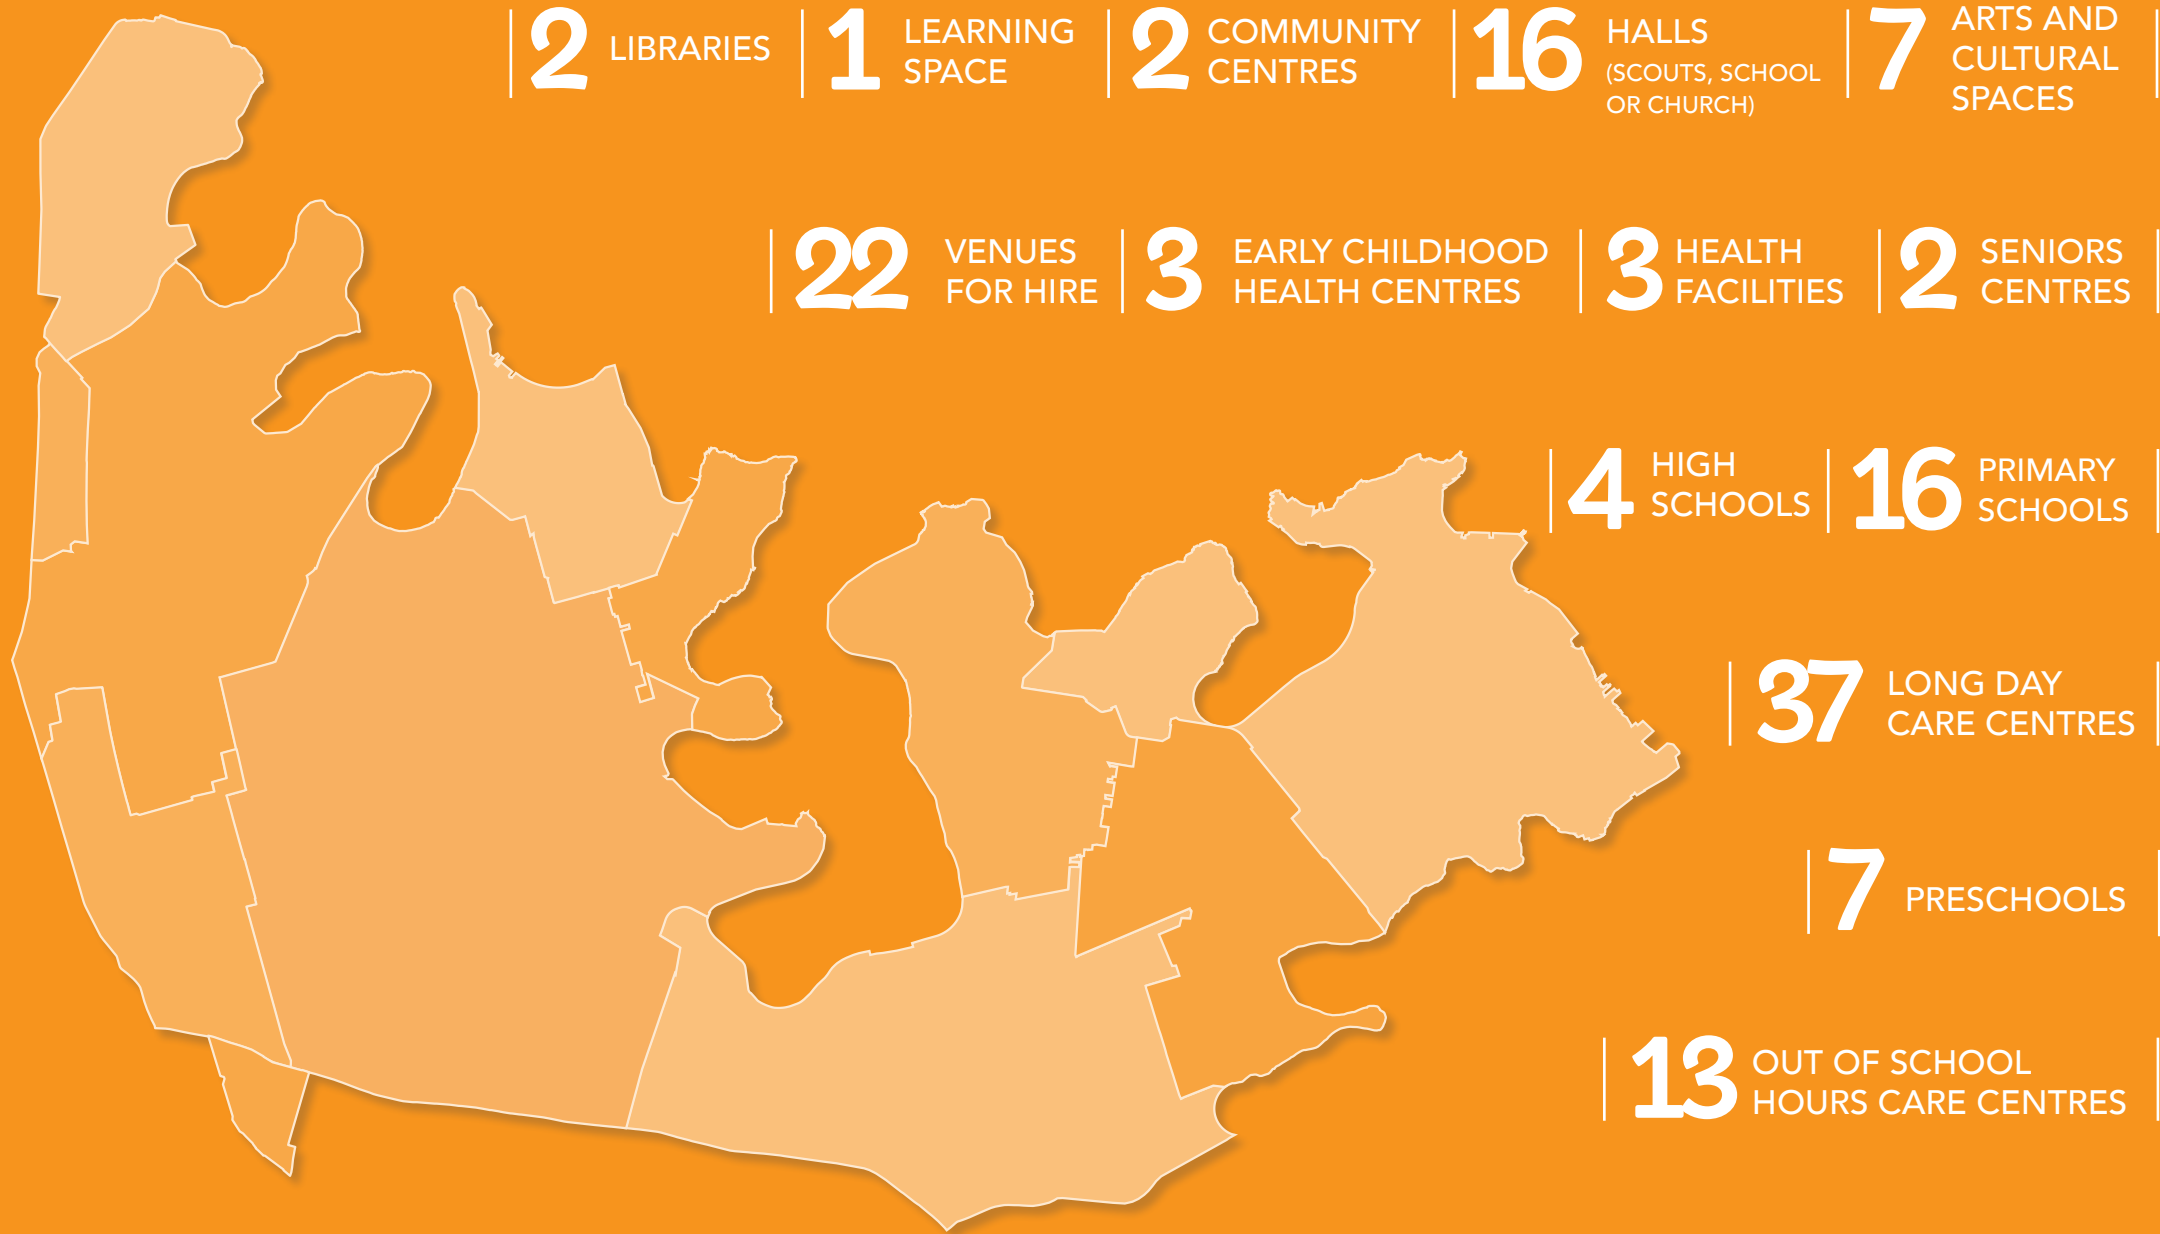 2 LIBRARIES
1 LEARNING
SPACE
2 COMMUNITY
CENTRES
16 HALLS
(SCOUTS, SCHOOL
OR CHURCH)
7 ARTS AND
CULTURAL
SPACES
22 VENUES
FOR HIRE
3 EARLY CHILDHOOD
HEALTH CENTRES
3 HEALTH
FACILITIES
2 SENIORS
CENTRES
4 HIGH
SCHOOLS
16 PRIMARY
SCHOOLS
37 LONG DAY
CARE CENTRES
7 PRESCHOOLS
13 OUT OF SCHOOL
HOURS CARE CENTRES